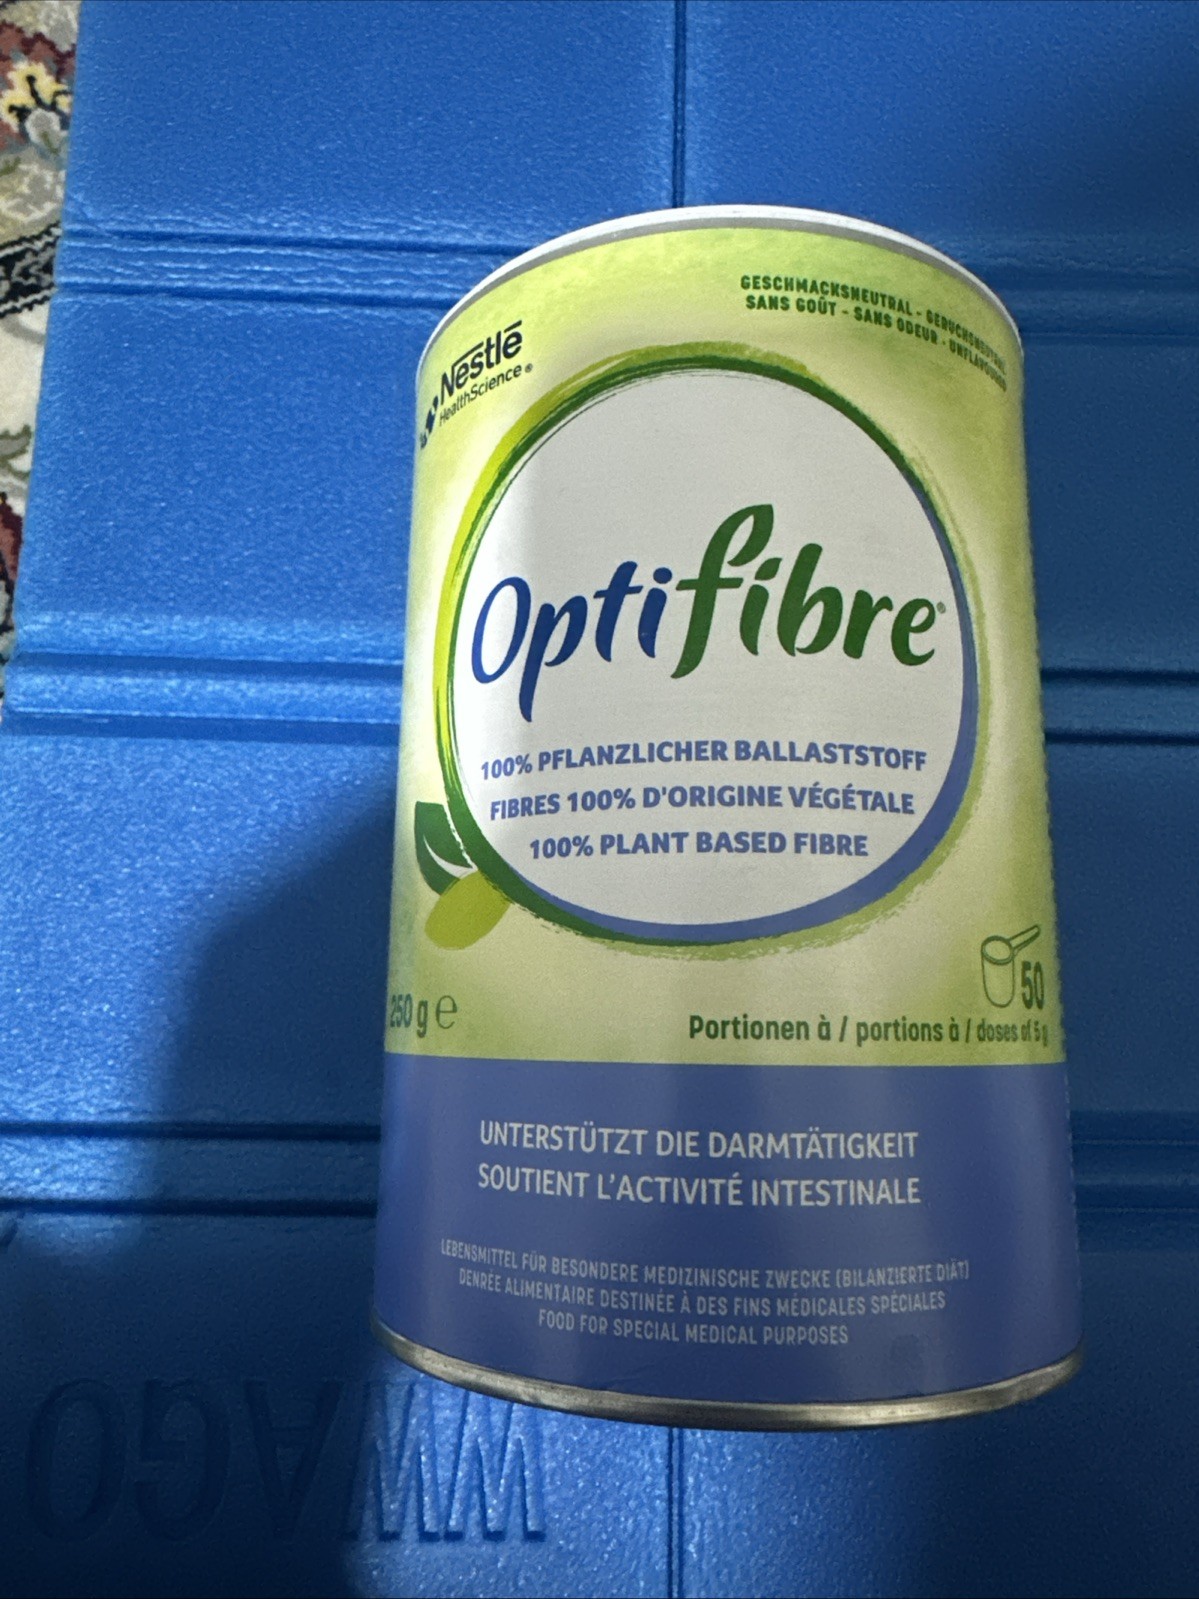 Nestlé
HealthScience®
GESCHMACKSNEUTRAL - GERUCHSNEUTRAL
SANS GOÛT - SANS ODEUR - UNFLAVOURED
Optifibre®
100% PFLANZLICHER BALLASTSTOFF
FIBRES 100% D'ORIGINE VÉGÉTALE
100% PLANT BASED FIBRE
250 g ℮
50
Portionen à / portions à / doses of 5 g
UNTERSTÜTZT DIE DARMTÄTIGKEIT
SOUTIENT L'ACTIVITÉ INTESTINALE
LEBENSMITTEL FÜR BESONDERE MEDIZINISCHE ZWECKE (BILANZIERTE DIÄT)
DENRÉE ALIMENTAIRE DESTINÉE À DES FINS MÉDICALES SPÉCIALES
FOOD FOR SPECIAL MEDICAL PURPOSES